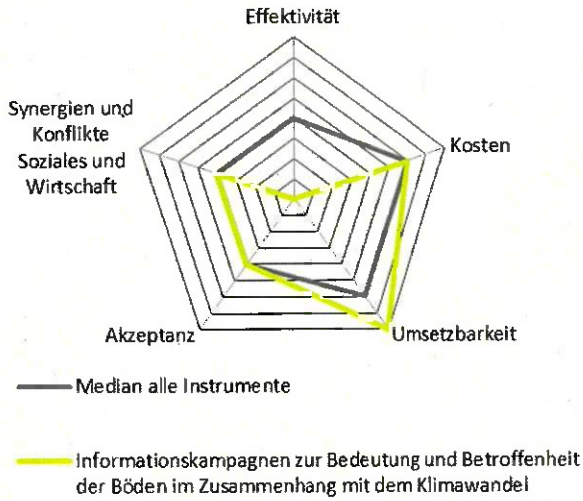 Effektivität
Synergien und
Konflikte
Soziales und
Wirtschaft
Kosten
Akzeptanz
Umsetzbarkeit
Median alle Instrumente
Informationskampagnen zur Bedeutung und Betroffenheit
der Böden im Zusammenhang mit dem Klimawandel